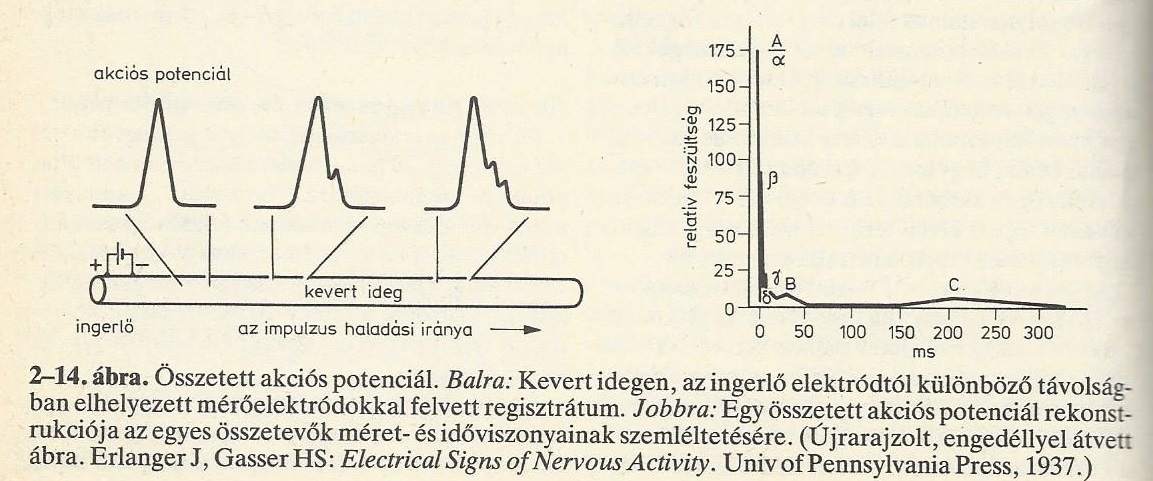 akciós potenciál
+ −
kevert ideg
ingerlő
az impulzus haladási iránya
relatív feszültség
175
150
125
100
75
50
25
0
A
α
β
γ
δ
B
C.
0 50 100 150 200 250 300
ms
2–14. ábra. Összetett akciós potenciál. Balra: Kevert idegen, az ingerlő elektródtól különböző távolság-
ban elhelyezett mérőelektródokkal felvett regisztrátum. Jobbra: Egy összetett akciós potenciál rekonst-
rukciója az egyes összetevők méret- és időviszonyainak szemléltetésére. (Újrarajzolt, engedéllyel átvett
ábra. Erlanger J, Gasser HS: Electrical Signs of Nervous Activity. Univ of Pennsylvania Press, 1937.)